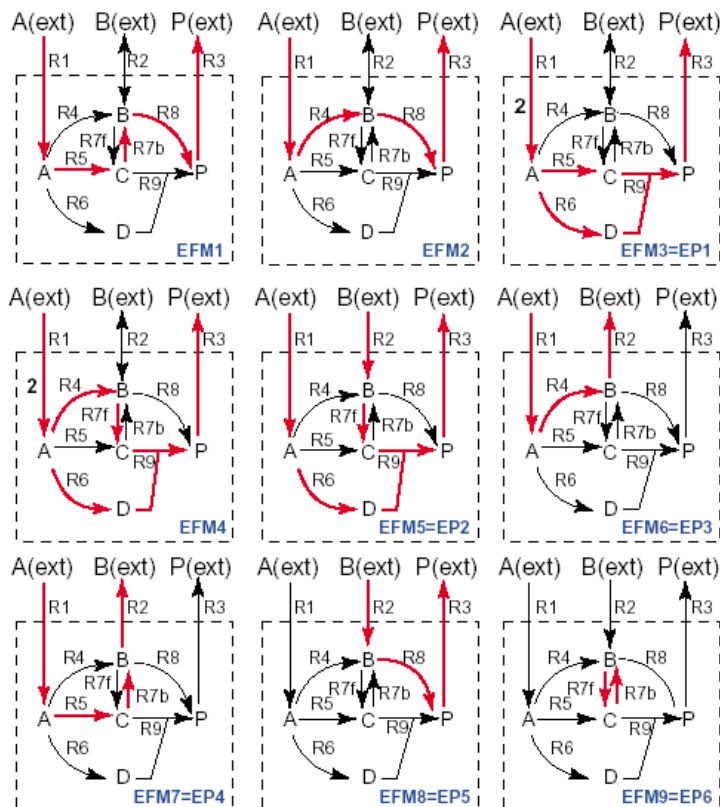 A(ext) B(ext) P(ext) A(ext) B(ext) P(ext) A(ext) B(ext) P(ext)
R1 R2 R3 R1 R2 R3 R1 R2 R3
R4 B R8 R4 B R8 2 R4 B R8
R7f R7b R7f R7b R7f R7b
A R5 C R9 P A R5 C R9 P A R5 C R9 P
R6 D R6 D R6 D
EFM1 EFM2 EFM3=EP1
A(ext) B(ext) P(ext) A(ext) B(ext) P(ext) A(ext) B(ext) P(ext)
R1 R2 R3 R1 R2 R3 R1 R2 R3
2 R4 B R8 R4 B R8 R4 B R8
R7f R7b R7f R7b R7f R7b
A R5 C R9 P A R5 C R9 P A R5 C R9 P
R6 D R6 D R6 D
EFM4 EFM5=EP2 EFM6=EP3
A(ext) B(ext) P(ext) A(ext) B(ext) P(ext) A(ext) B(ext) P(ext)
R1 R2 R3 R1 R2 R3 R1 R2 R3
R4 B R8 R4 B R8 R4 B R8
R7f R7b R7f R7b R7f R7b
A R5 C R9 P A R5 C R9 P A R5 C R9 P
R6 D R6 D R6 D
EFM7=EP4 EFM8=EP5 EFM9=EP6